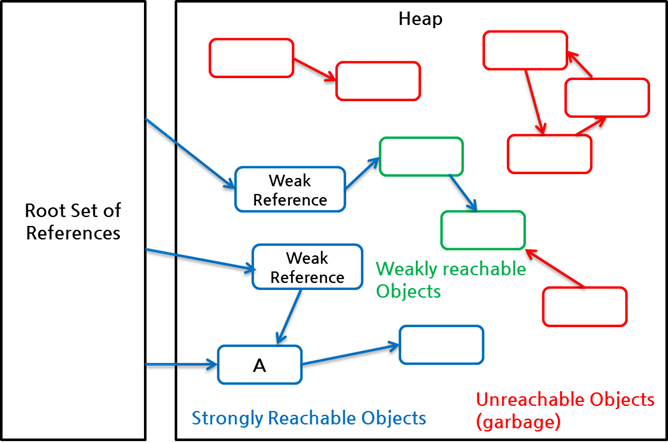 Heap
Root Set of
References
Weak
Reference
Weak
Reference
Weakly reachable
Objects
A
Strongly Reachable Objects
Unreachable Objects
(garbage)